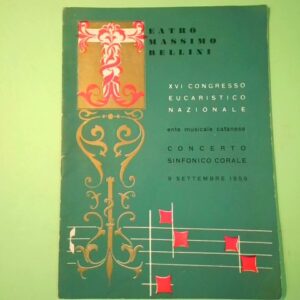 TEATRO
MASSIMO
BELLINI
XVI CONGRESSO
EUCARISTICO
NAZIONALE
ente musicale catanese
CONCERTO
SINFONICO CORALE
9 SETTEMBRE 1959